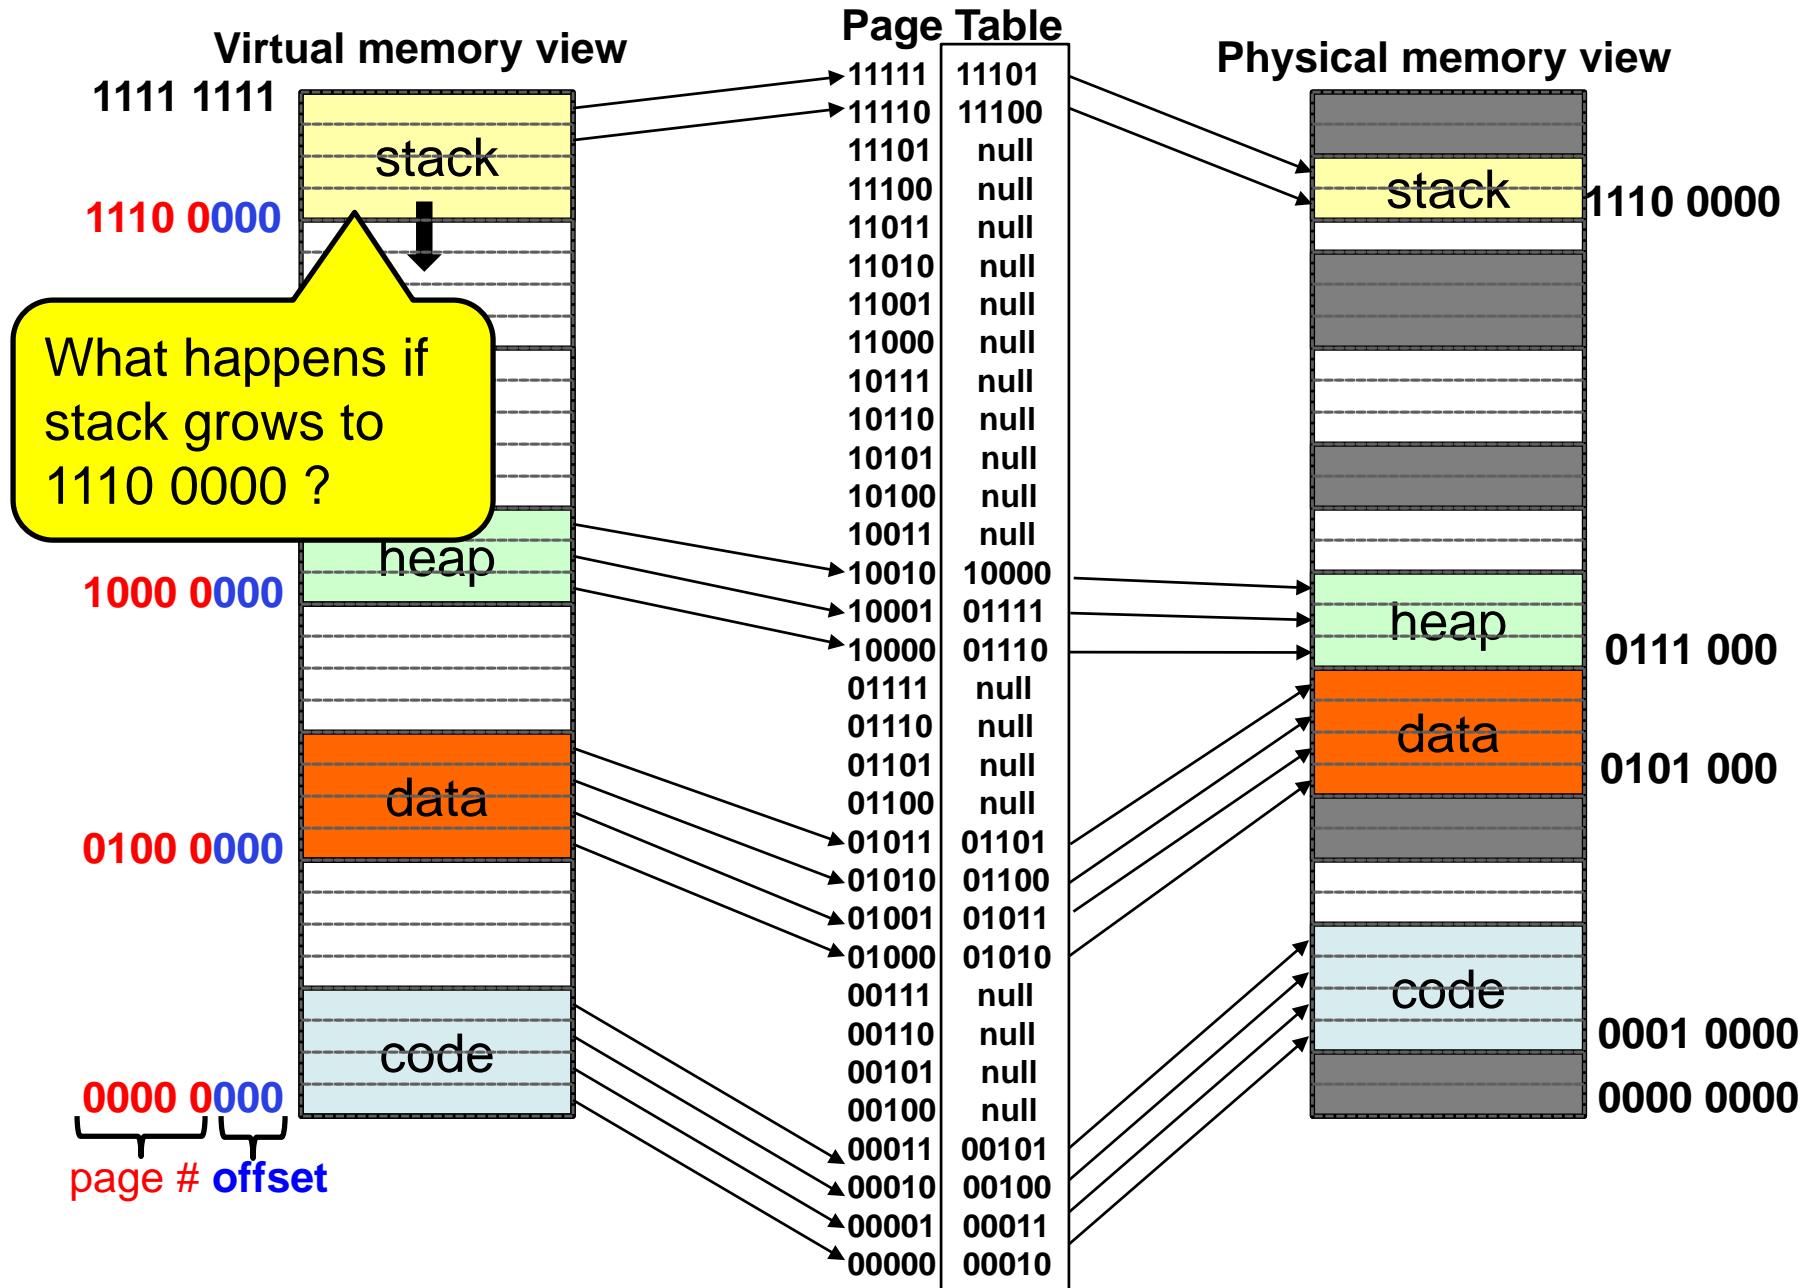 Page Table
Virtual memory view
Physical memory view
1111 1111
stack
1110 0000
What happens if
stack grows to
1110 0000 ?
heap
1000 0000
data
0100 0000
code
0000 0000
page # offset
11111 11101
11110 11100
11101 null
11100 null
11011 null
11010 null
11001 null
11000 null
10111 null
10110 null
10101 null
10100 null
10011 null
10010 10000
10001 01111
10000 01110
01111 null
01110 null
01101 null
01100 null
01011 01101
01010 01100
01001 01011
01000 01010
00111 null
00110 null
00101 null
00100 null
00011 00101
00010 00100
00001 00011
00000 00010
stack
1110 0000
heap
0111 000
data
0101 000
code
0001 0000
0000 0000